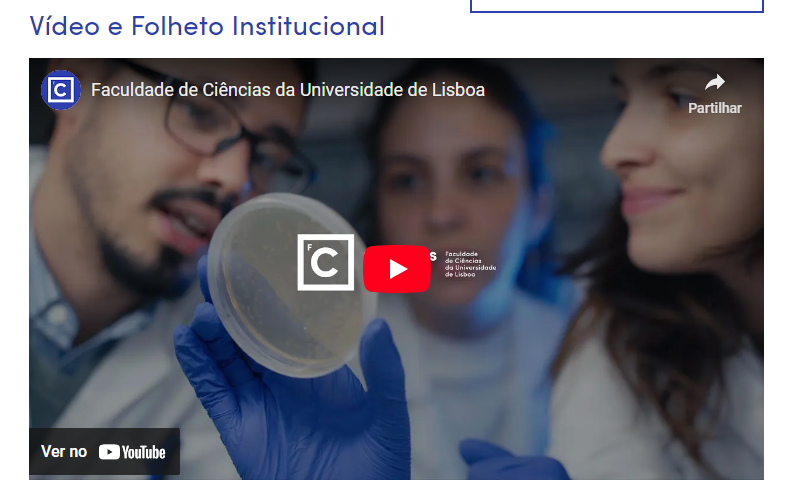 Vídeo e Folheto Institucional
C
Faculdade de Ciências da Universidade de Lisboa
Partilhar
F
C
s
Faculdade
de Ciências
da Universidade
de Lisboa
Ver no YouTube